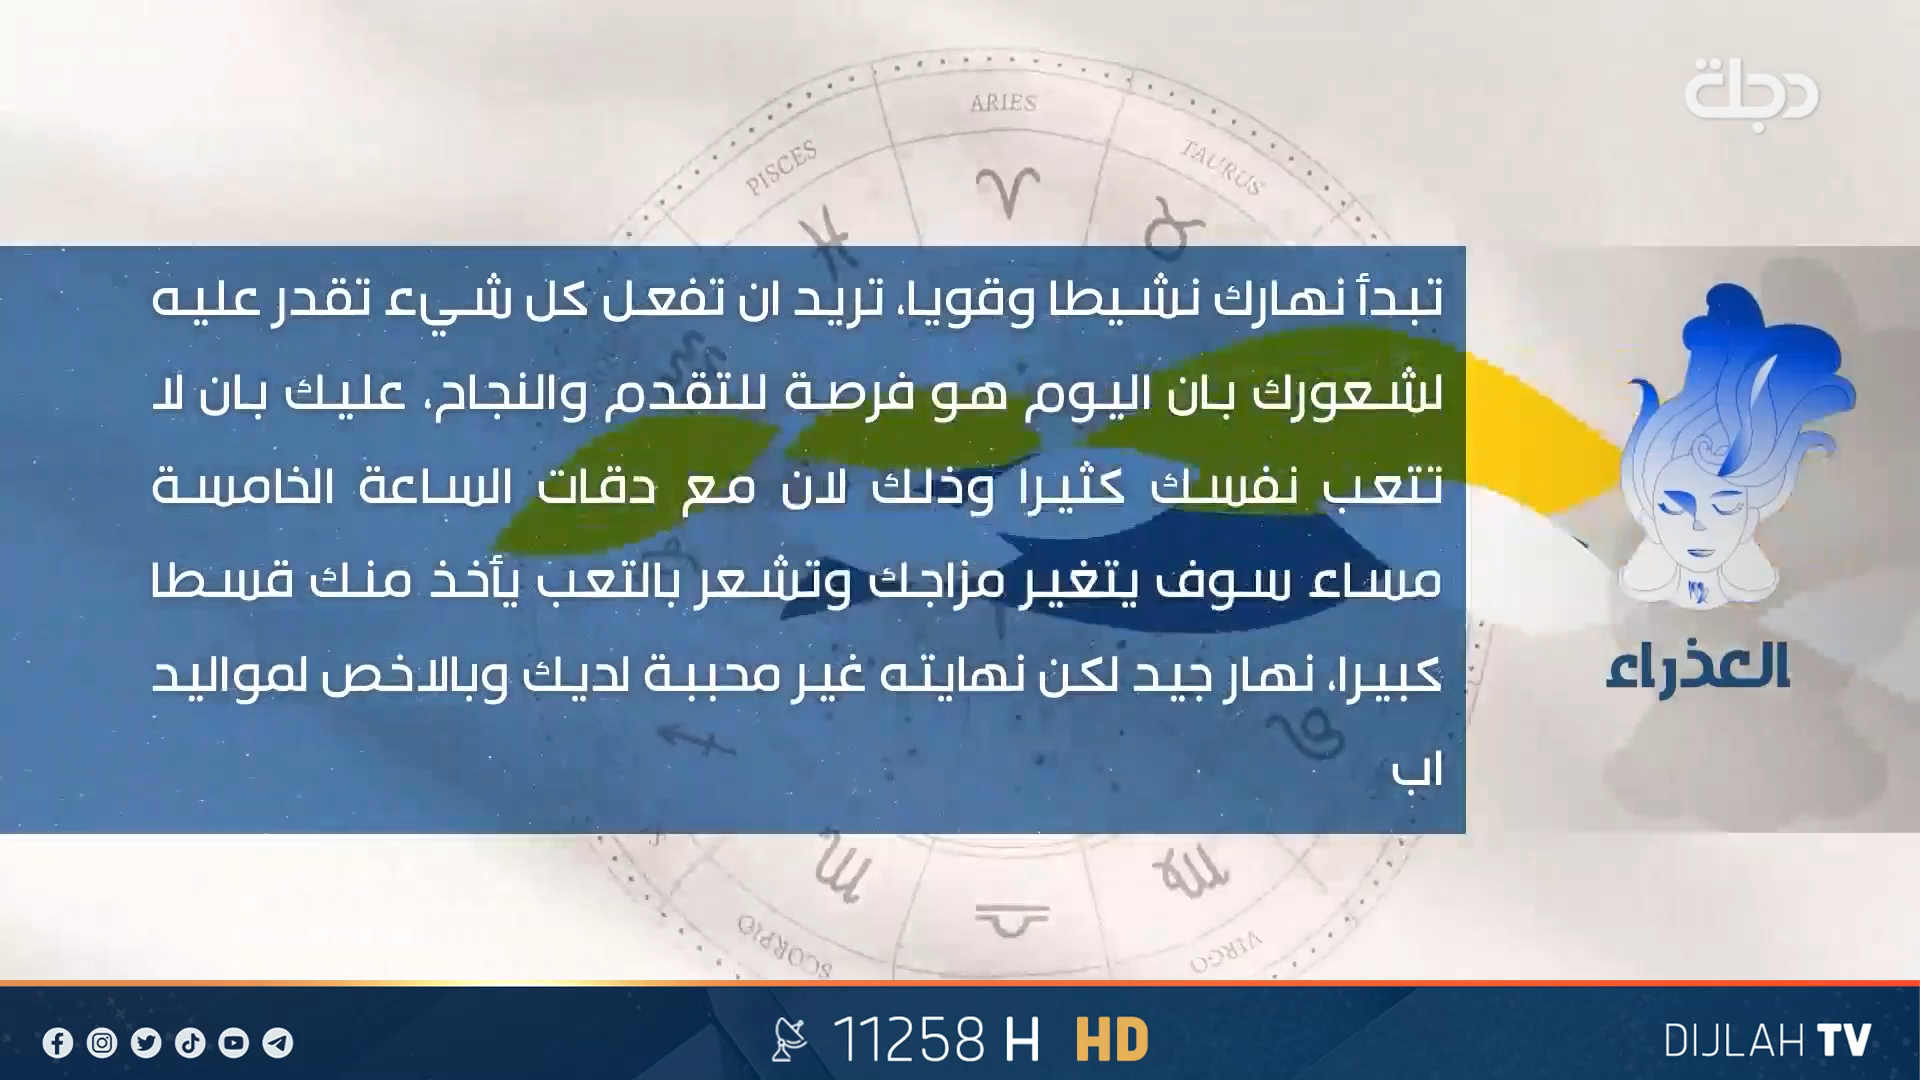 دجلة
ARIES
PISCES
TAURUS
تبدأ نهارك نشيطا وقويا، تريد ان تفعل كل شيء تقدر عليه
لشعورك بان اليوم هو فرصة للتقدم والنجاح، عليك بان لا
تتعب نفسك كثيرا وذلك لان مع دقات الساعة الخامسة
مساء سوف يتغير مزاجك وتشعر بالتعب يأخذ منك قسطا
كبيرا، نهار جيد لكن نهايته غير محببة لديك وبالاخص لمواليد
اب
العذراء
SCORPIO
VIRGO
11258 H HD
DIJLAH TV